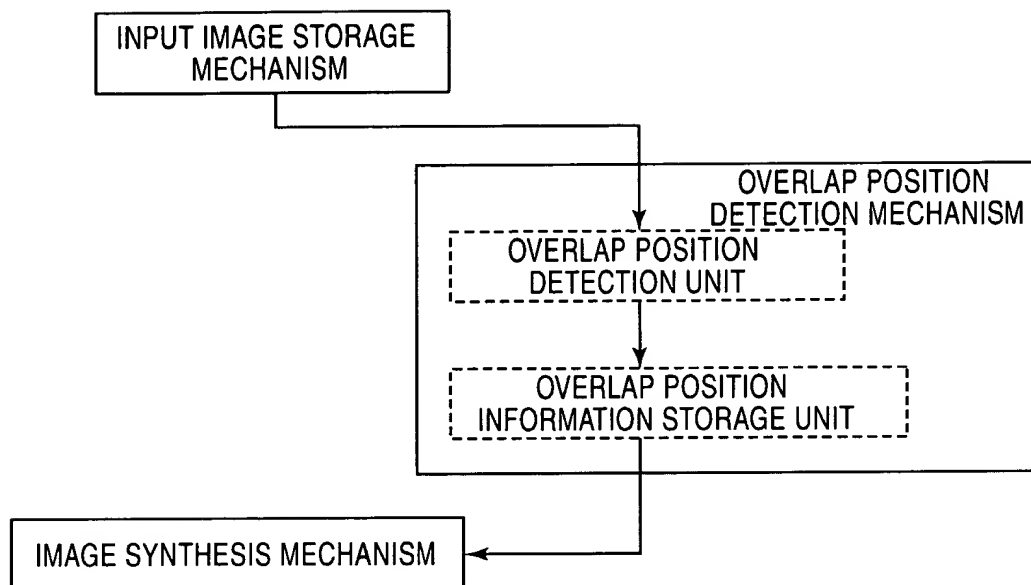 INPUT IMAGE STORAGE
MECHANISM
OVERLAP POSITION
DETECTION MECHANISM
OVERLAP POSITION
DETECTION UNIT
OVERLAP POSITION
INFORMATION STORAGE UNIT
IMAGE SYNTHESIS MECHANISM